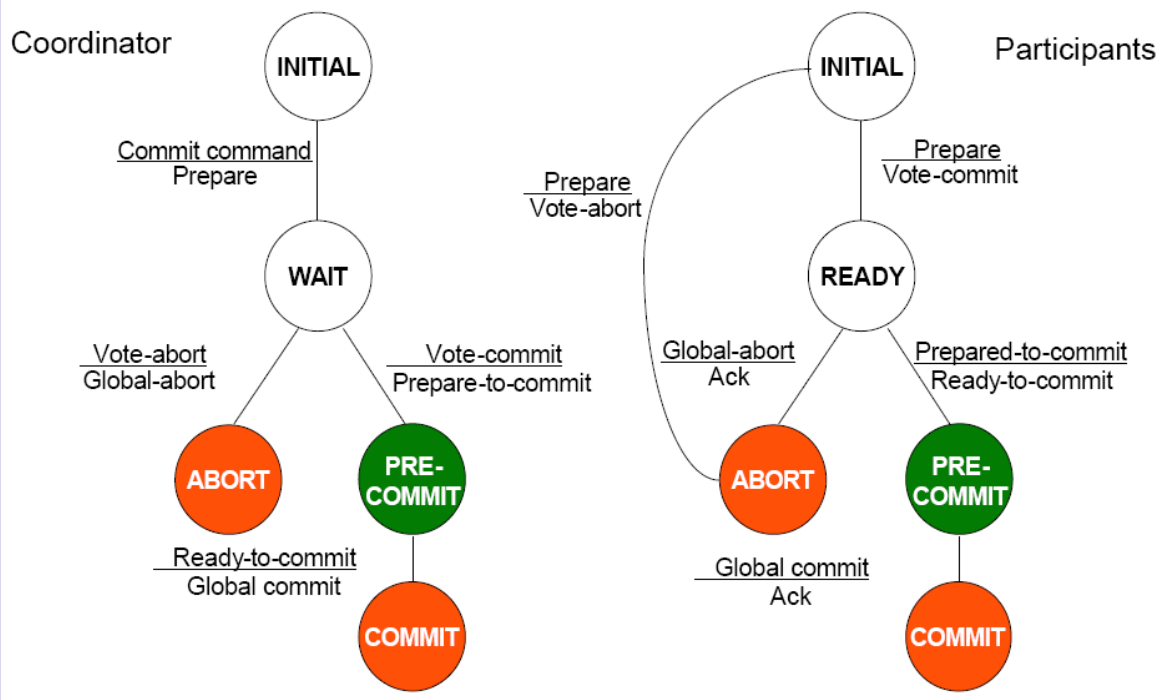 Coordinator
INITIAL
Commit command
Prepare
WAIT
Vote-abort
Global-abort
Vote-commit
Prepare-to-commit
ABORT
PRE-
COMMIT
Ready-to-commit
Global commit
COMMIT
Participants
INITIAL
Prepare
Vote-commit
Prepare
Vote-abort
READY
Global-abort
Ack
Prepared-to-commit
Ready-to-commit
ABORT
PRE-
COMMIT
Global commit
Ack
COMMIT